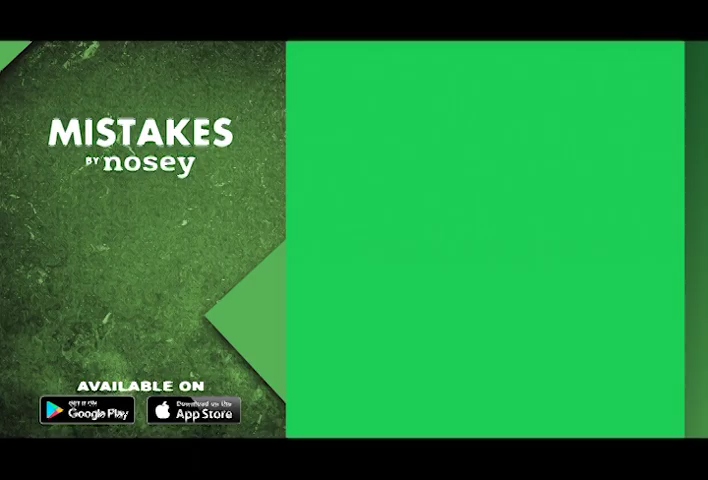 MISTAKES
BY nosey
AVAILABLE ON
GET IT ON
Google Play
Download on the
App Store